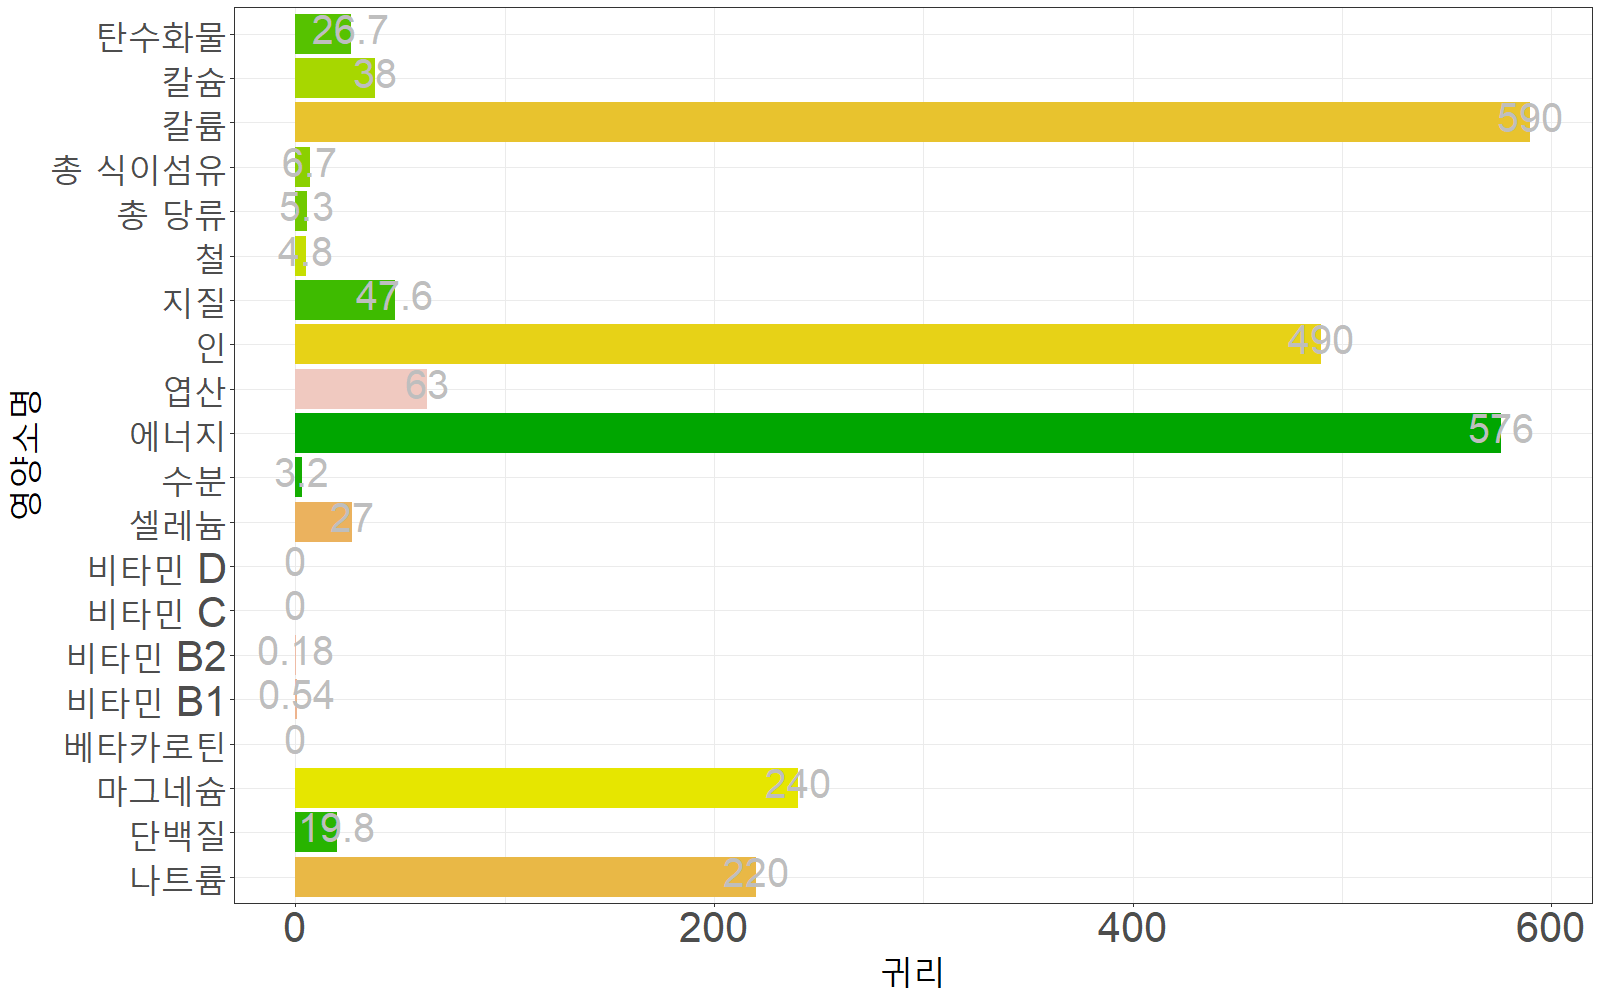 탄수화물 26.7
칼슘 38
칼륨 590
총 식이섬유 6.7
총 당류 5.3
철 4.8
지질 47.6
인 490
엽산 63
에너지 576
수분 3.2
셀레늄 27
비타민 D 0
비타민 C 0
비타민 B2 0.18
비타민 B1 0.54
베타카로틴 0
마그네슘 240
단백질 19.8
나트륨 220
영양소명
0 200 400 600
귀리